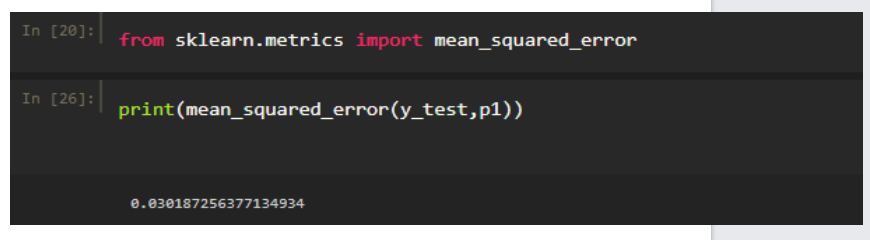 In [20]:
from sklearn.metrics import mean_squared_error
In [26]:
print(mean_squared_error(y_test,p1))
0.030187256377134934